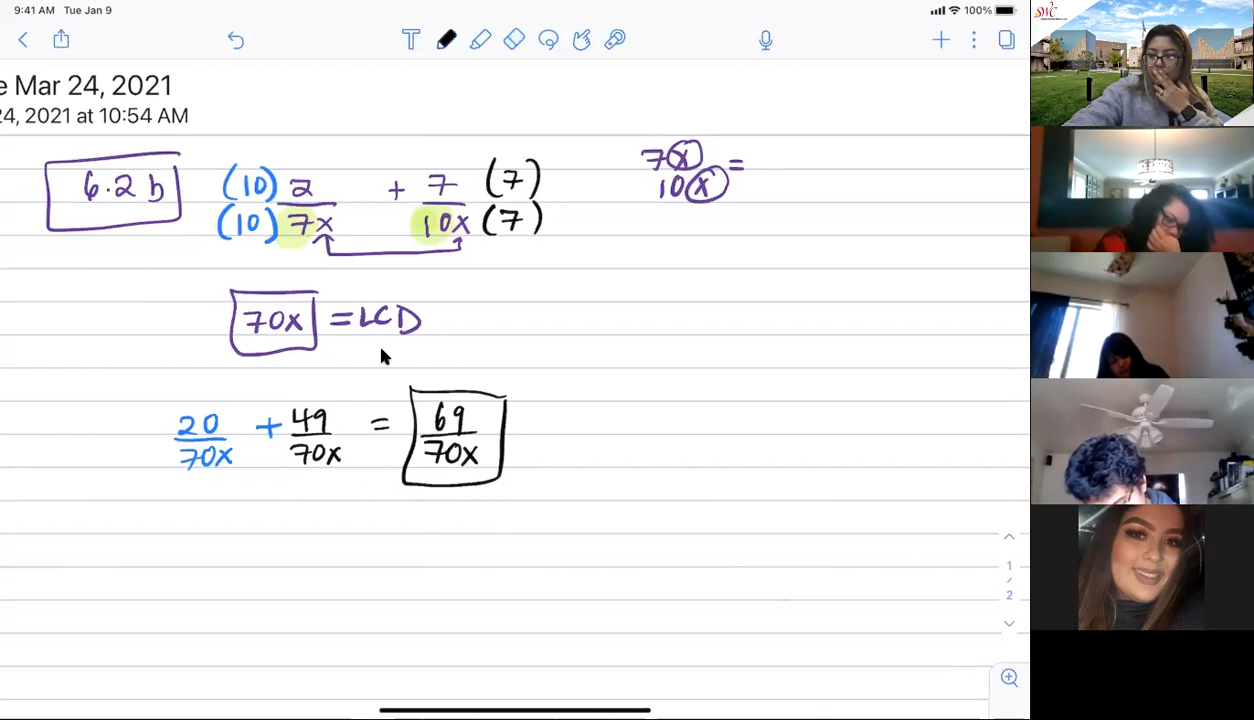 9:41 AM Tue Jan 9 100%
SWC
T
e Mar 24, 2021
24, 2021 at 10:54 AM
6.2 b
(10) 2 + 7 (7)
(10) 7x 10x (7)
7x
10x =
70x = LCD
20 + 49 = 69
70x 70x 70x
1
/
2